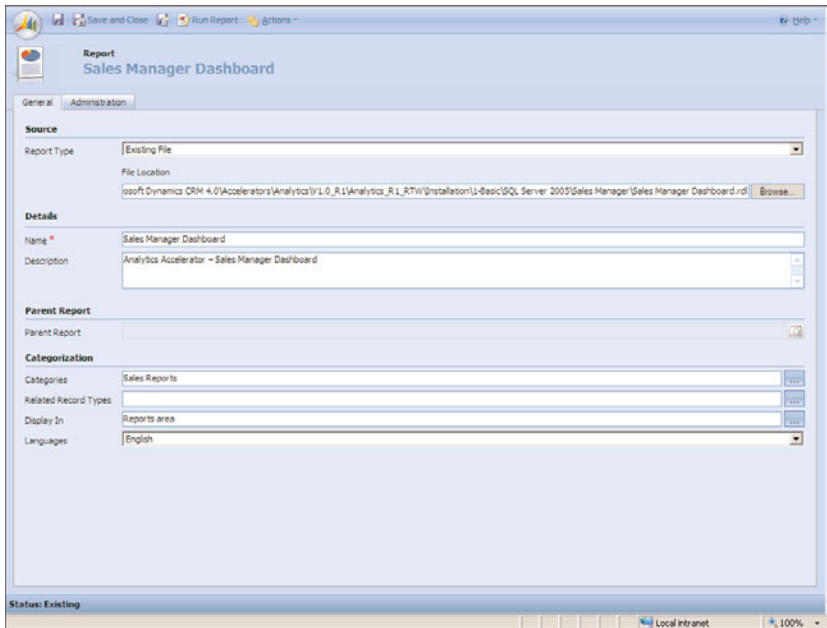 Save and Close Run Report Actions Help
Report
Sales Manager Dashboard
General Administration
Source
Report Type Existing File
File Location
osoft Dynamics CRM 4.0\Accelerators\Analytics\V1.0_R1\Analytics_R1_RTW\Installation\1-Basic\SQL Server 2005\Sales Manager\Sales Manager Dashboard.rdl Browse...
Details
Name * Sales Manager Dashboard
Description Analytics Accelerator – Sales Manager Dashboard
Parent Report
Parent Report
Categorization
Categories Sales Reports ...
Related Record Types ...
Display In Reports area ...
Languages English
Status: Existing
Local intranet 100%